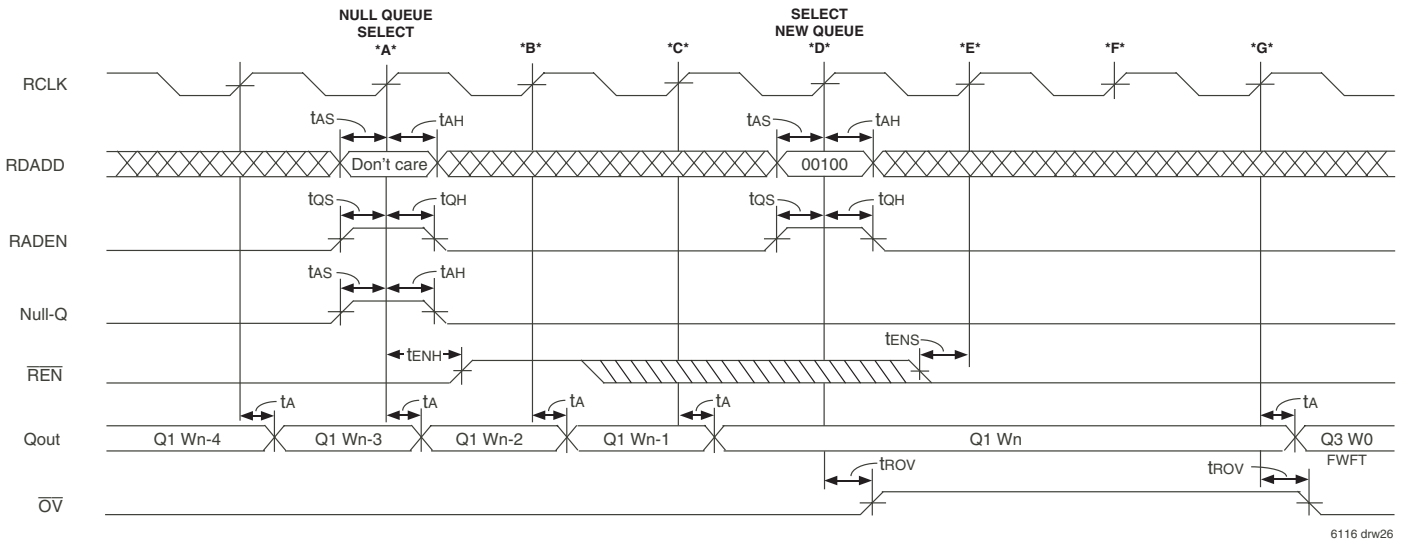 NULL QUEUE
SELECT
*A*
*B*
*C*
SELECT
NEW QUEUE
*D*
*E*
*F*
*G*
RCLK
tAS
tAH
tAS
tAH
RDADD
Don't care
00100
tQS
tQH
tQS
tQH
RADEN
tAS
tAH
Null-Q
tENH
tENS
REN
tA
tA
tA
tA
tA
Qout
Q1 Wn-4
Q1 Wn-3
Q1 Wn-2
Q1 Wn-1
Q1 Wn
Q3 W0
FWFT
tROV
tROV
OV
6116 drw26